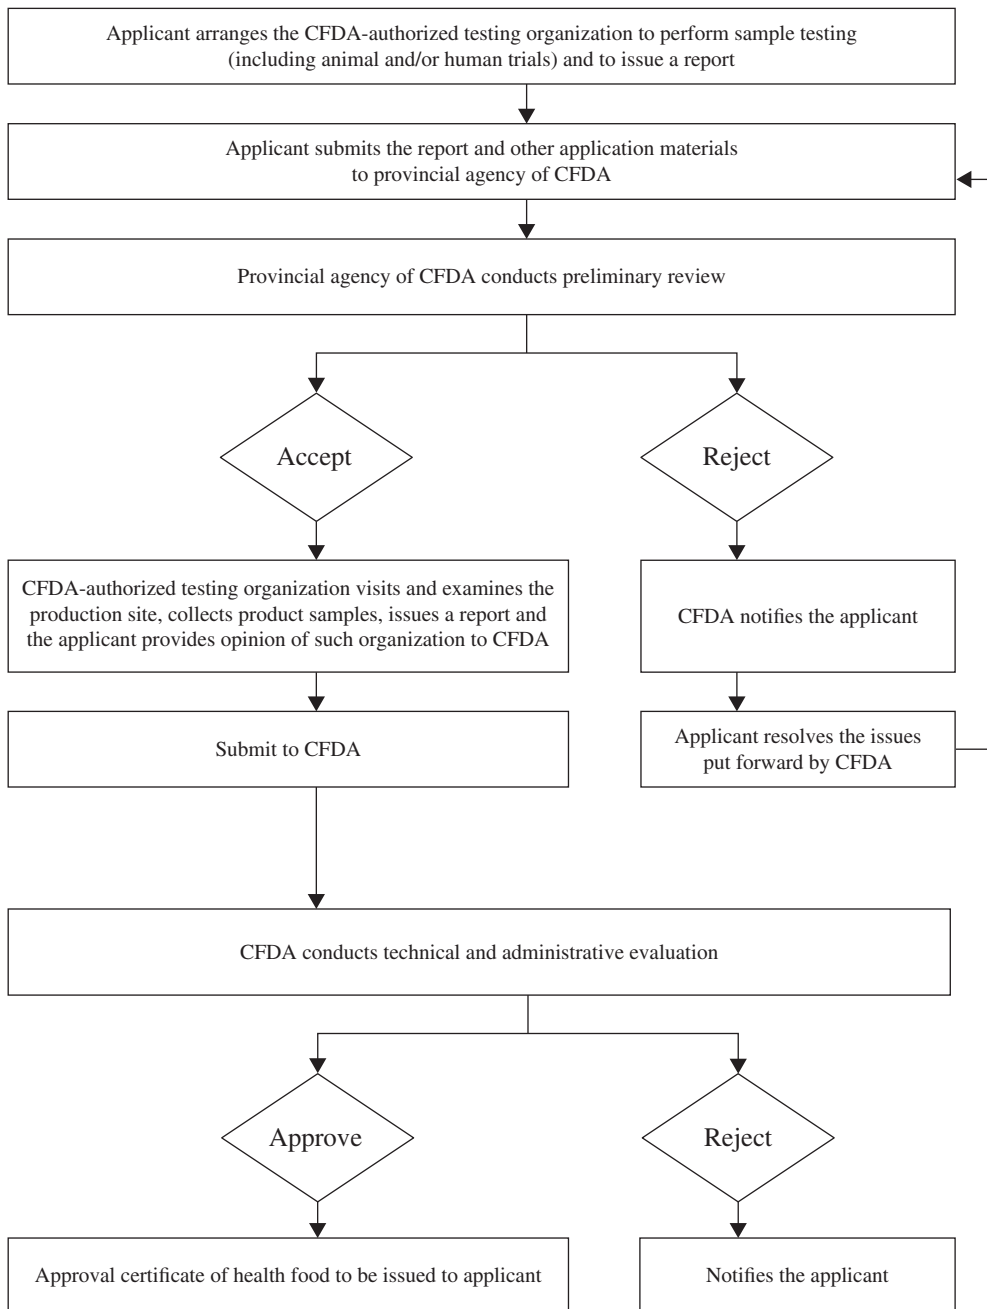 Applicant arranges the CFDA-authorized testing organization to perform sample testing
(including animal and/or human trials) and to issue a report
Applicant submits the report and other application materials
to provincial agency of CFDA
Provincial agency of CFDA conducts preliminary review
Accept
Reject
CFDA-authorized testing organization visits and examines the
production site, collects product samples, issues a report and
the applicant provides opinion of such organization to CFDA
CFDA notifies the applicant
Submit to CFDA
Applicant resolves the issues
put forward by CFDA
CFDA conducts technical and administrative evaluation
Approve
Reject
Approval certificate of health food to be issued to applicant
Notifies the applicant